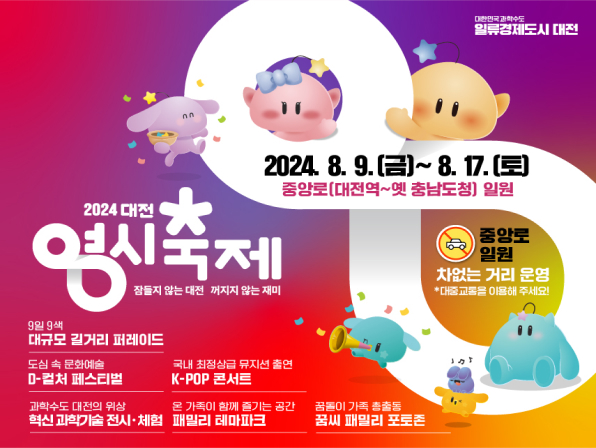 대한민국 과학수도
일류경제도시 대전
2024. 8. 9.(금)~ 8. 17.(토)
중앙로(대전역~옛 충남도청) 일원
2024 대전
영시축제
잠들지 않는 대전 꺼지지 않는 재미
중앙로
일원
차없는 거리 운영
*대중교통을 이용해 주세요!
9일 9색
대규모 길거리 퍼레이드
도심 속 문화예술
D-컬처 페스티벌
국내 최정상급 뮤지션 출연
K-POP 콘서트
과학수도 대전의 위상
혁신 과학기술 전시·체험
온 가족이 함께 즐기는 공간
패밀리 테마파크
꿈돌이 가족 총출동
꿈씨 패밀리 포토존